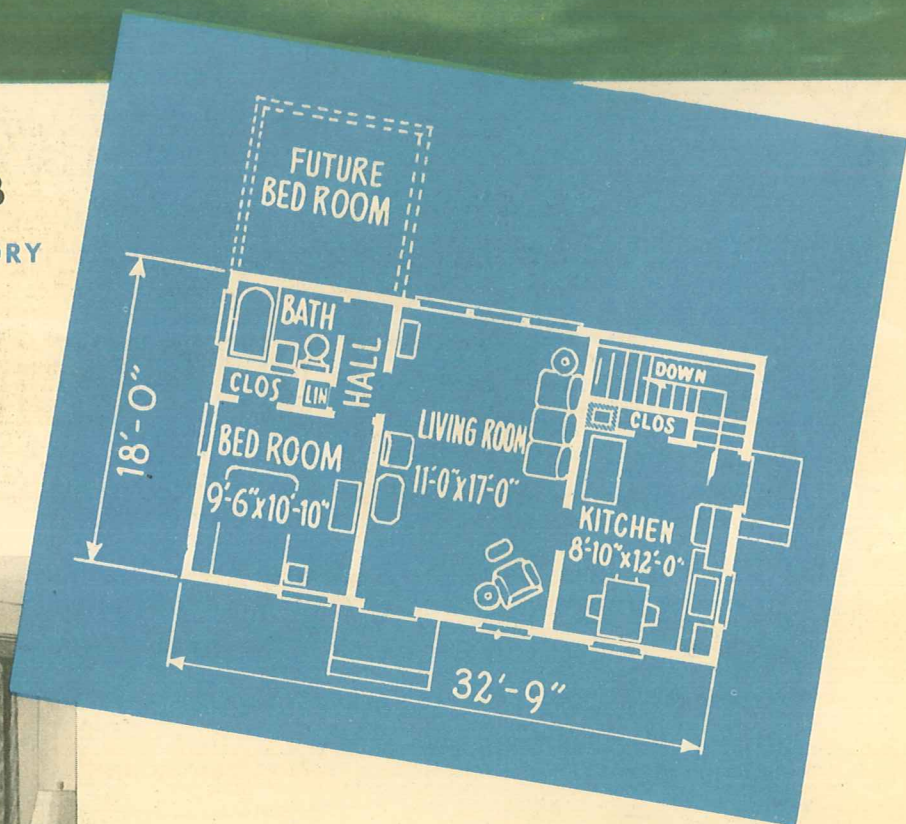 FUTURE
BED ROOM
BATH
HALL
CLOS
LIN
DOWN
CLOS
LIVING ROOM
11'-0"x17'-0"
BED ROOM
9'-6"x10'-10"
KITCHEN
8'-10"x12'-0"
18'-0"
32'-9"